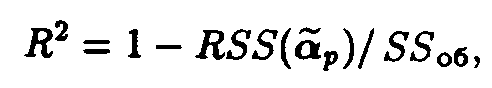 R² = 1 − RSS(α̃ₚ)/ SSоб,